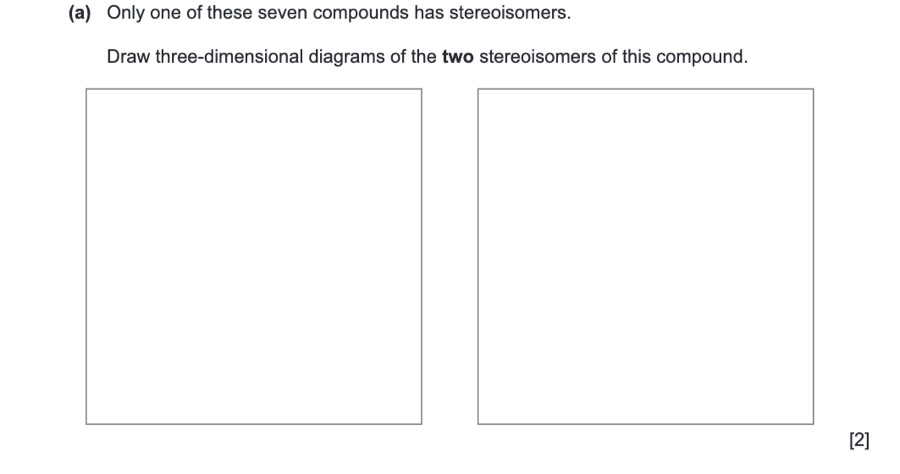 (a) Only one of these seven compounds has stereoisomers.
Draw three-dimensional diagrams of the two stereoisomers of this compound.
[2]